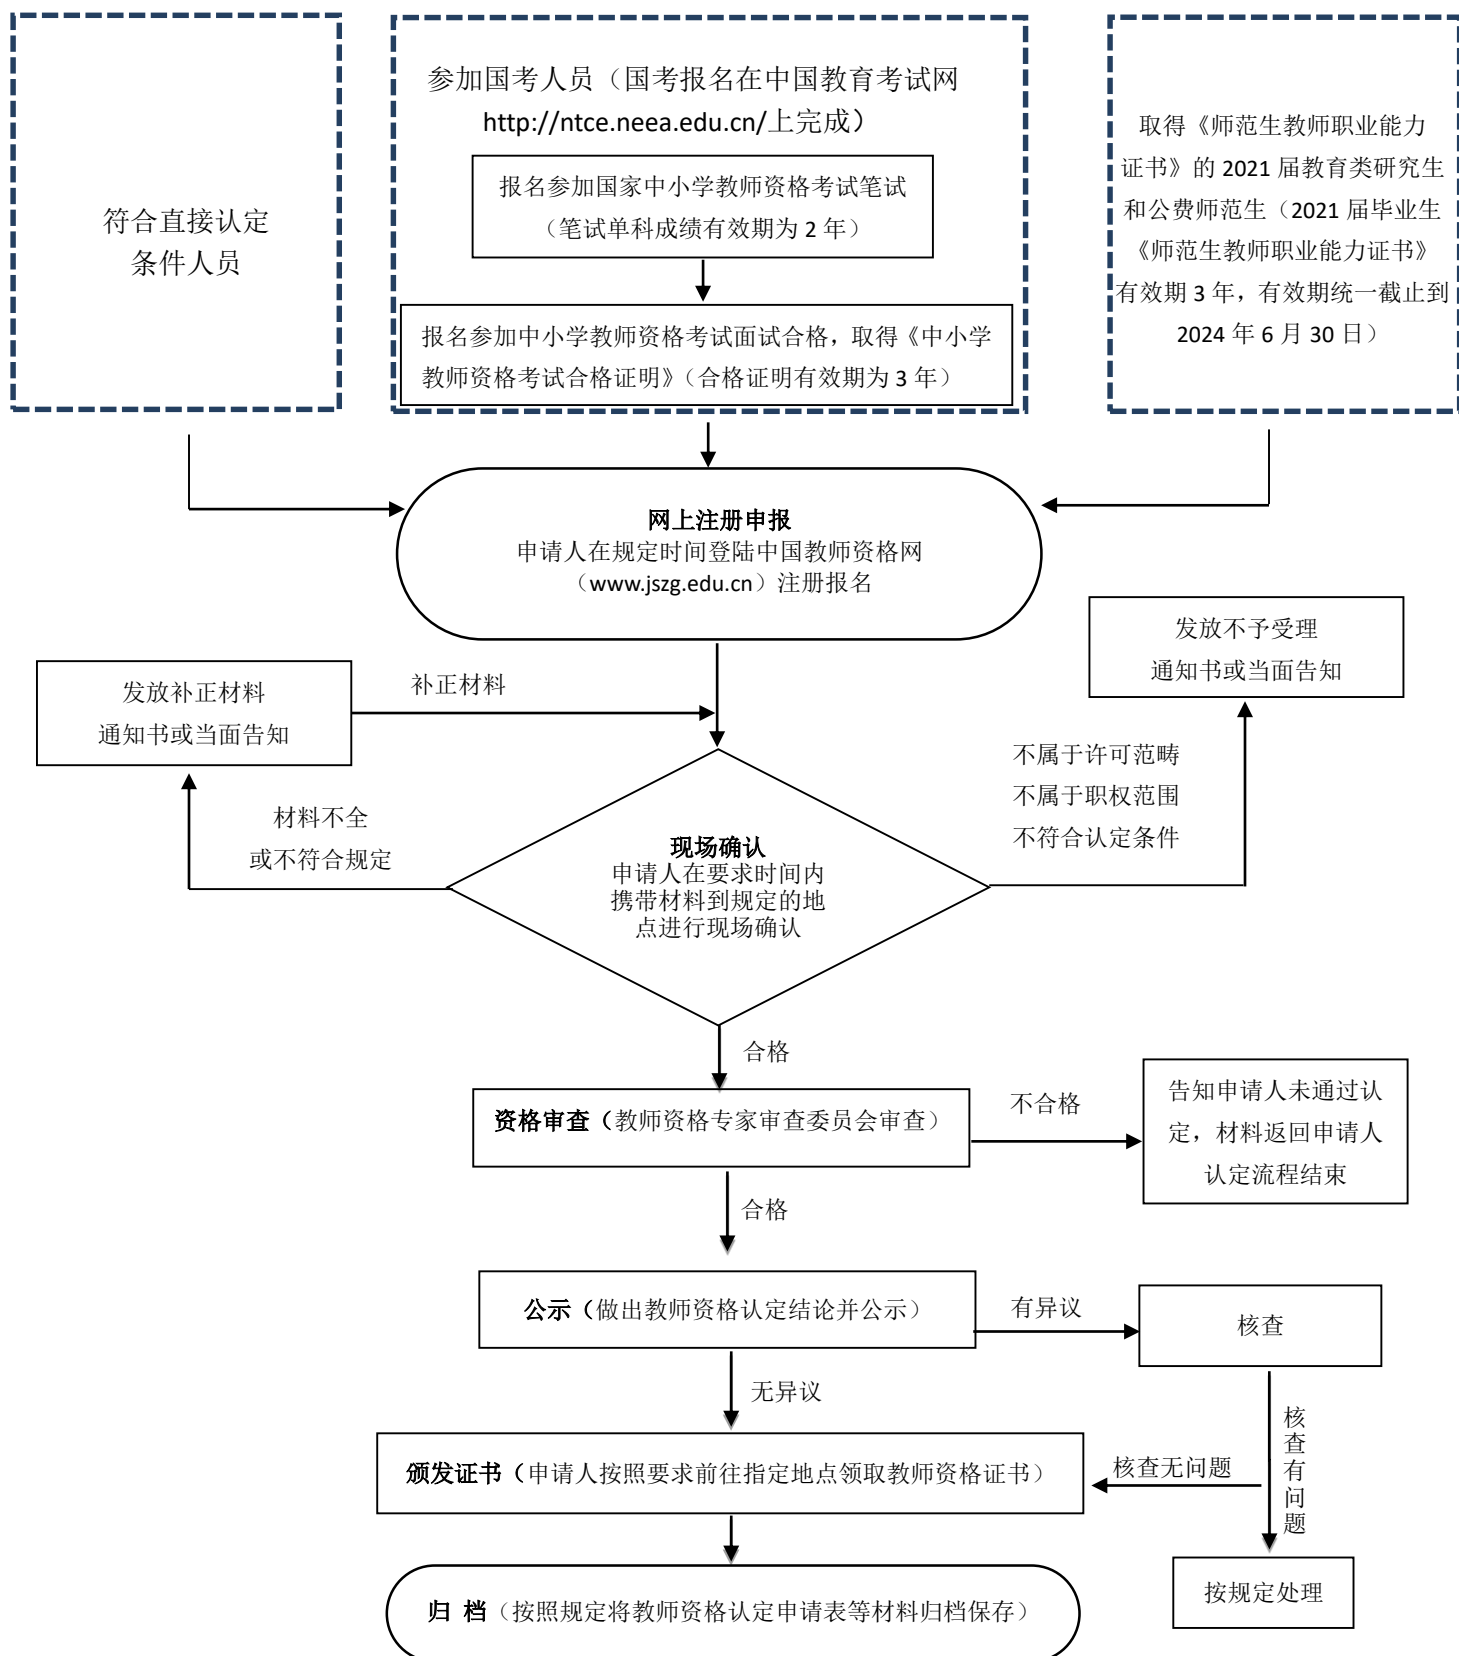 符合直接认定
条件人员
参加国考人员（国考报名在中国教育考试网
http://ntce.neea.edu.cn/上完成）
报名参加国家中小学教师资格考试笔试
（笔试单科成绩有效期为 2 年）
报名参加中小学教师资格考试面试合格，取得《中小学
教师资格考试合格证明》（合格证明有效期为 3 年）
取得《师范生教师职业能力
证书》的 2021 届教育类研究生
和公费师范生（2021 届毕业生
《师范生教师职业能力证书》
有效期 3 年，有效期统一截止到
2024 年 6 月 30 日）
网上注册申报
申请人在规定时间登陆中国教师资格网
（www.jszg.edu.cn）注册报名
发放补正材料
通知书或当面告知
补正材料
发放不予受理
通知书或当面告知
材料不全
或不符合规定
不属于许可范畴
不属于职权范围
不符合认定条件
现场确认
申请人在要求时间内
携带材料到规定的地
点进行现场确认
合格
资格审查（教师资格专家审查委员会审查）
不合格
告知申请人未通过认
定，材料返回申请人
认定流程结束
合格
公示（做出教师资格认定结论并公示）
有异议
核查
无异议
颁发证书（申请人按照要求前往指定地点领取教师资格证书）
核查无问题
核查有问题
归 档（按照规定将教师资格认定申请表等材料归档保存）
按规定处理